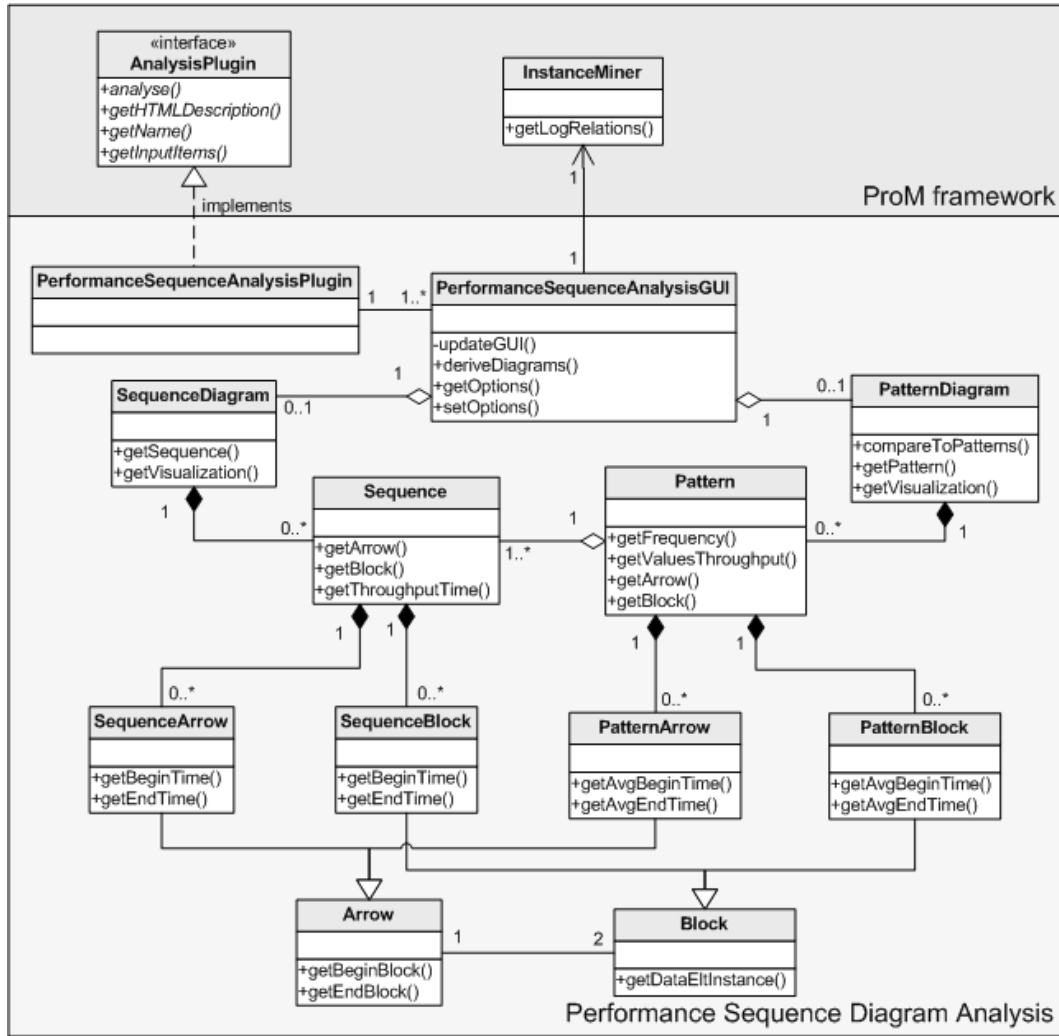 «interface»
AnalysisPlugin
+analyse()
+getHTMLDescription()
+getName()
+getInputItems()
InstanceMiner
+getLogRelations()
1
implements
ProM framework
1
PerformanceSequenceAnalysisPlugin
1
1..*
PerformanceSequenceAnalysisGUI
-updateGUI()
+deriveDiagrams()
+getOptions()
+setOptions()
1
0..1
0..1
1
SequenceDiagram
+getSequence()
+getVisualization()
PatternDiagram
+compareToPatterns()
+getPattern()
+getVisualization()
1
0..*
Sequence
+getArrow()
+getBlock()
+getThroughputTime()
1..*
1
Pattern
+getFrequency()
+getValuesThroughput()
+getArrow()
+getBlock()
0..*
1
1
1
1
1
0..*
0..*
0..*
0..*
SequenceArrow
+getBeginTime()
+getEndTime()
SequenceBlock
+getBeginTime()
+getEndTime()
PatternArrow
+getAvgBeginTime()
+getAvgEndTime()
PatternBlock
+getAvgBeginTime()
+getAvgEndTime()
Arrow
+getBeginBlock()
+getEndBlock()
1
2
Block
+getDataEltInstance()
Performance Sequence Diagram Analysis